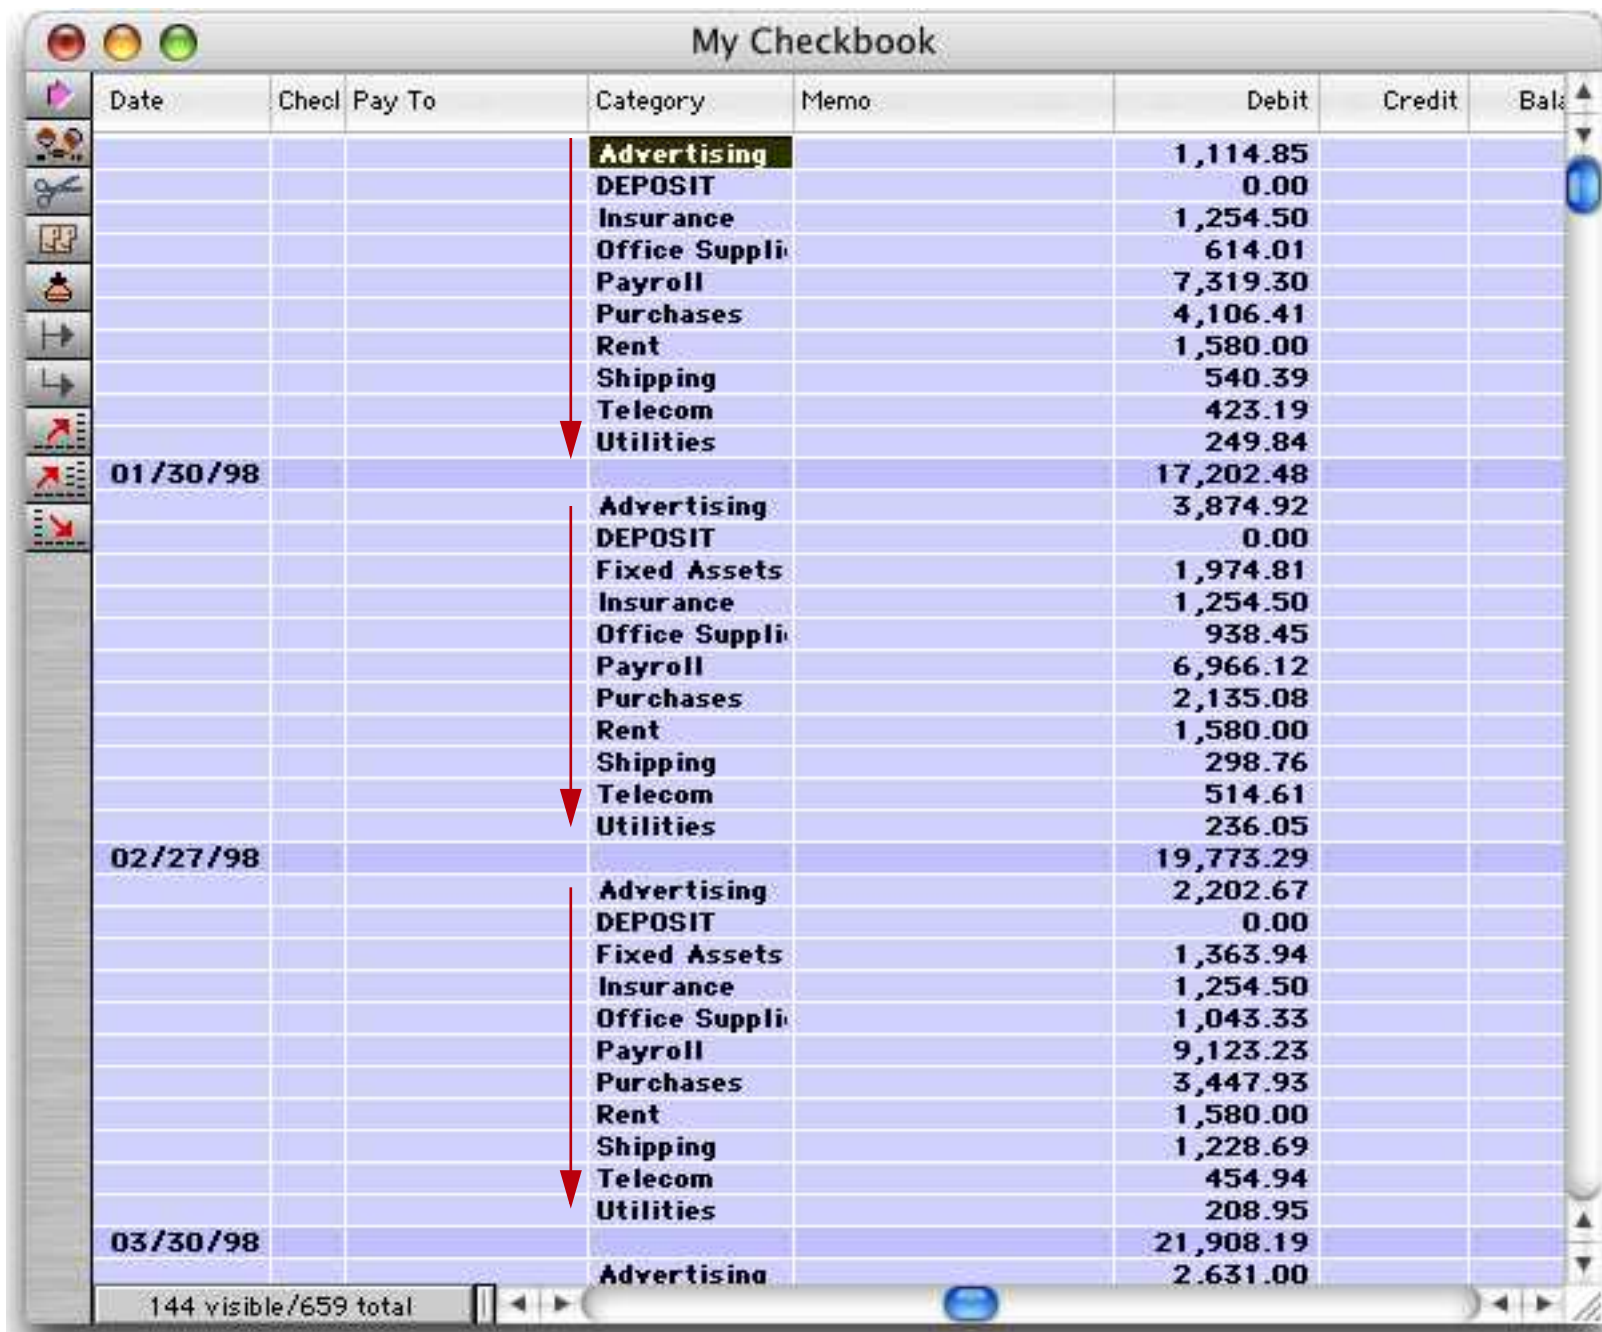 My Checkbook
Date Checl Pay To Category Memo Debit Credit Bala
Advertising 1,114.85
DEPOSIT 0.00
Insurance 1,254.50
Office Suppli 614.01
Payroll 7,319.30
Purchases 4,106.41
Rent 1,580.00
Shipping 540.39
Telecom 423.19
Utilities 249.84
01/30/98 17,202.48
Advertising 3,874.92
DEPOSIT 0.00
Fixed Assets 1,974.81
Insurance 1,254.50
Office Suppli 938.45
Payroll 6,966.12
Purchases 2,135.08
Rent 1,580.00
Shipping 298.76
Telecom 514.61
Utilities 236.05
02/27/98 19,773.29
Advertising 2,202.67
DEPOSIT 0.00
Fixed Assets 1,363.94
Insurance 1,254.50
Office Suppli 1,043.33
Payroll 9,123.23
Purchases 3,447.93
Rent 1,580.00
Shipping 1,228.69
Telecom 454.94
Utilities 208.95
03/30/98 21,908.19
Advertising 2,631.00
144 visible/659 total